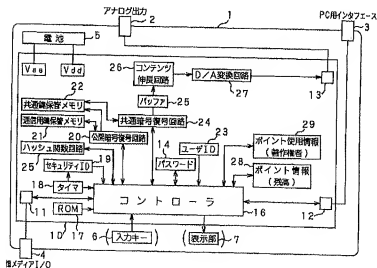 アナログ出力
2
1
PC用インタフェース
3
5
電池
Vee
Vdd
26
コンテンツ
伸長回路
D/A変換回路
27
13
22
共通鍵保管メモリ
バッファ
25
21
通信用鍵保管メモリ
共通暗号復号回路
24
20
公開暗号復号回路
23
29
ハッシュ関数回路
ユーザID
ポイント使用情報
(著作権者)
25
14
28
セキュリティID
19
パスワード
ポイント情報
(残高)
18
タイマ
コントローラ
11
16
12
ROM
10
17
6
(入力キー)
(表示部)
7
4
メディアI/O